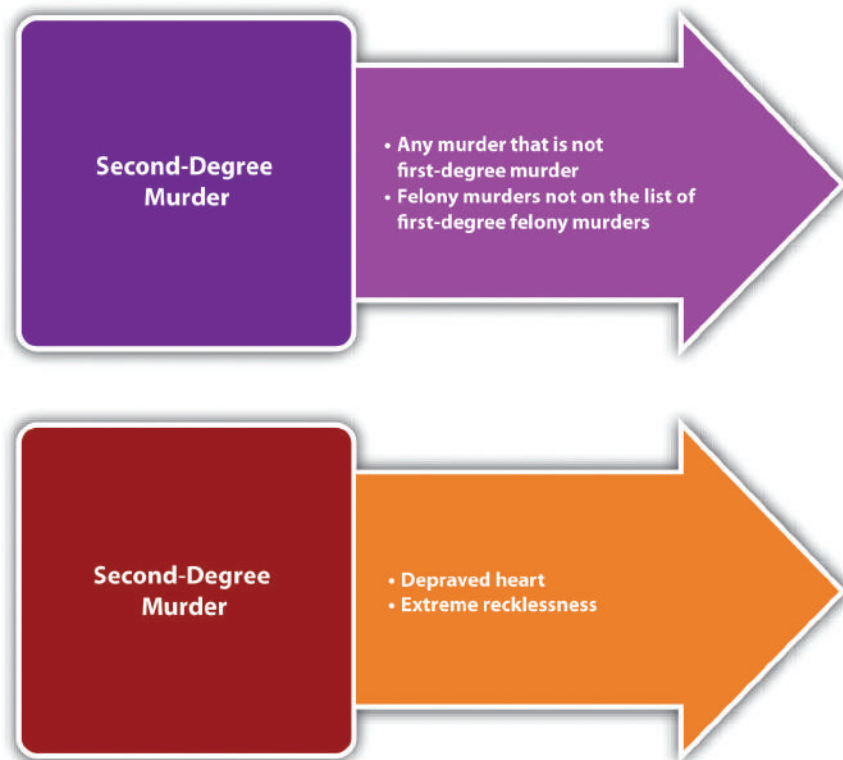 Second-Degree
Murder
• Any murder that is not
first-degree murder
• Felony murders not on the list of
first-degree felony murders
Second-Degree
Murder
• Depraved heart
• Extreme recklessness